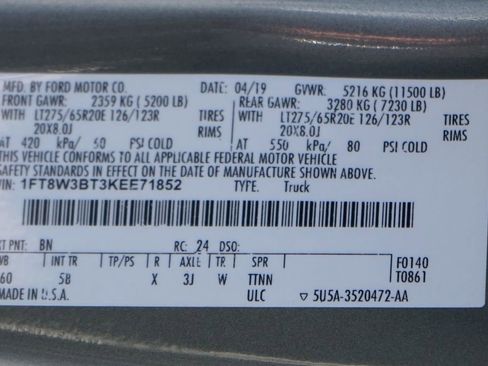 MFD. BY FORD MOTOR CO. DATE: 04/19 GVWR: 5216 KG (11500 LB)
FRONT GAWR: 2359 KG (5200 LB) REAR GAWR: 3280 KG (7230 LB)
WITH LT275/65R20E 126/123R TIRES WITH LT275/65R20E 126/123R TIRES
20X8.0J RIMS 20X8.0J RIMS
AT 420 kPa/ 60 PSI COLD AT 550 kPa/ 80 PSI COLD
THIS VEHICLE CONFORMS TO ALL APPLICABLE FEDERAL MOTOR VEHICLE
SAFETY STANDARDS IN EFFECT ON THE DATE OF MANUFACTURE SHOWN ABOVE.
IN: 1FT8W3BT3KEE71852 TYPE: Truck
XT PNT: BN RC: 24 DSO: F0140
WB INT TR TP/PS R AXLE TR SPR T0861
60 5B X 3J W TTNN
MADE IN U.S.A. ULC 5U5A-3520472-AA